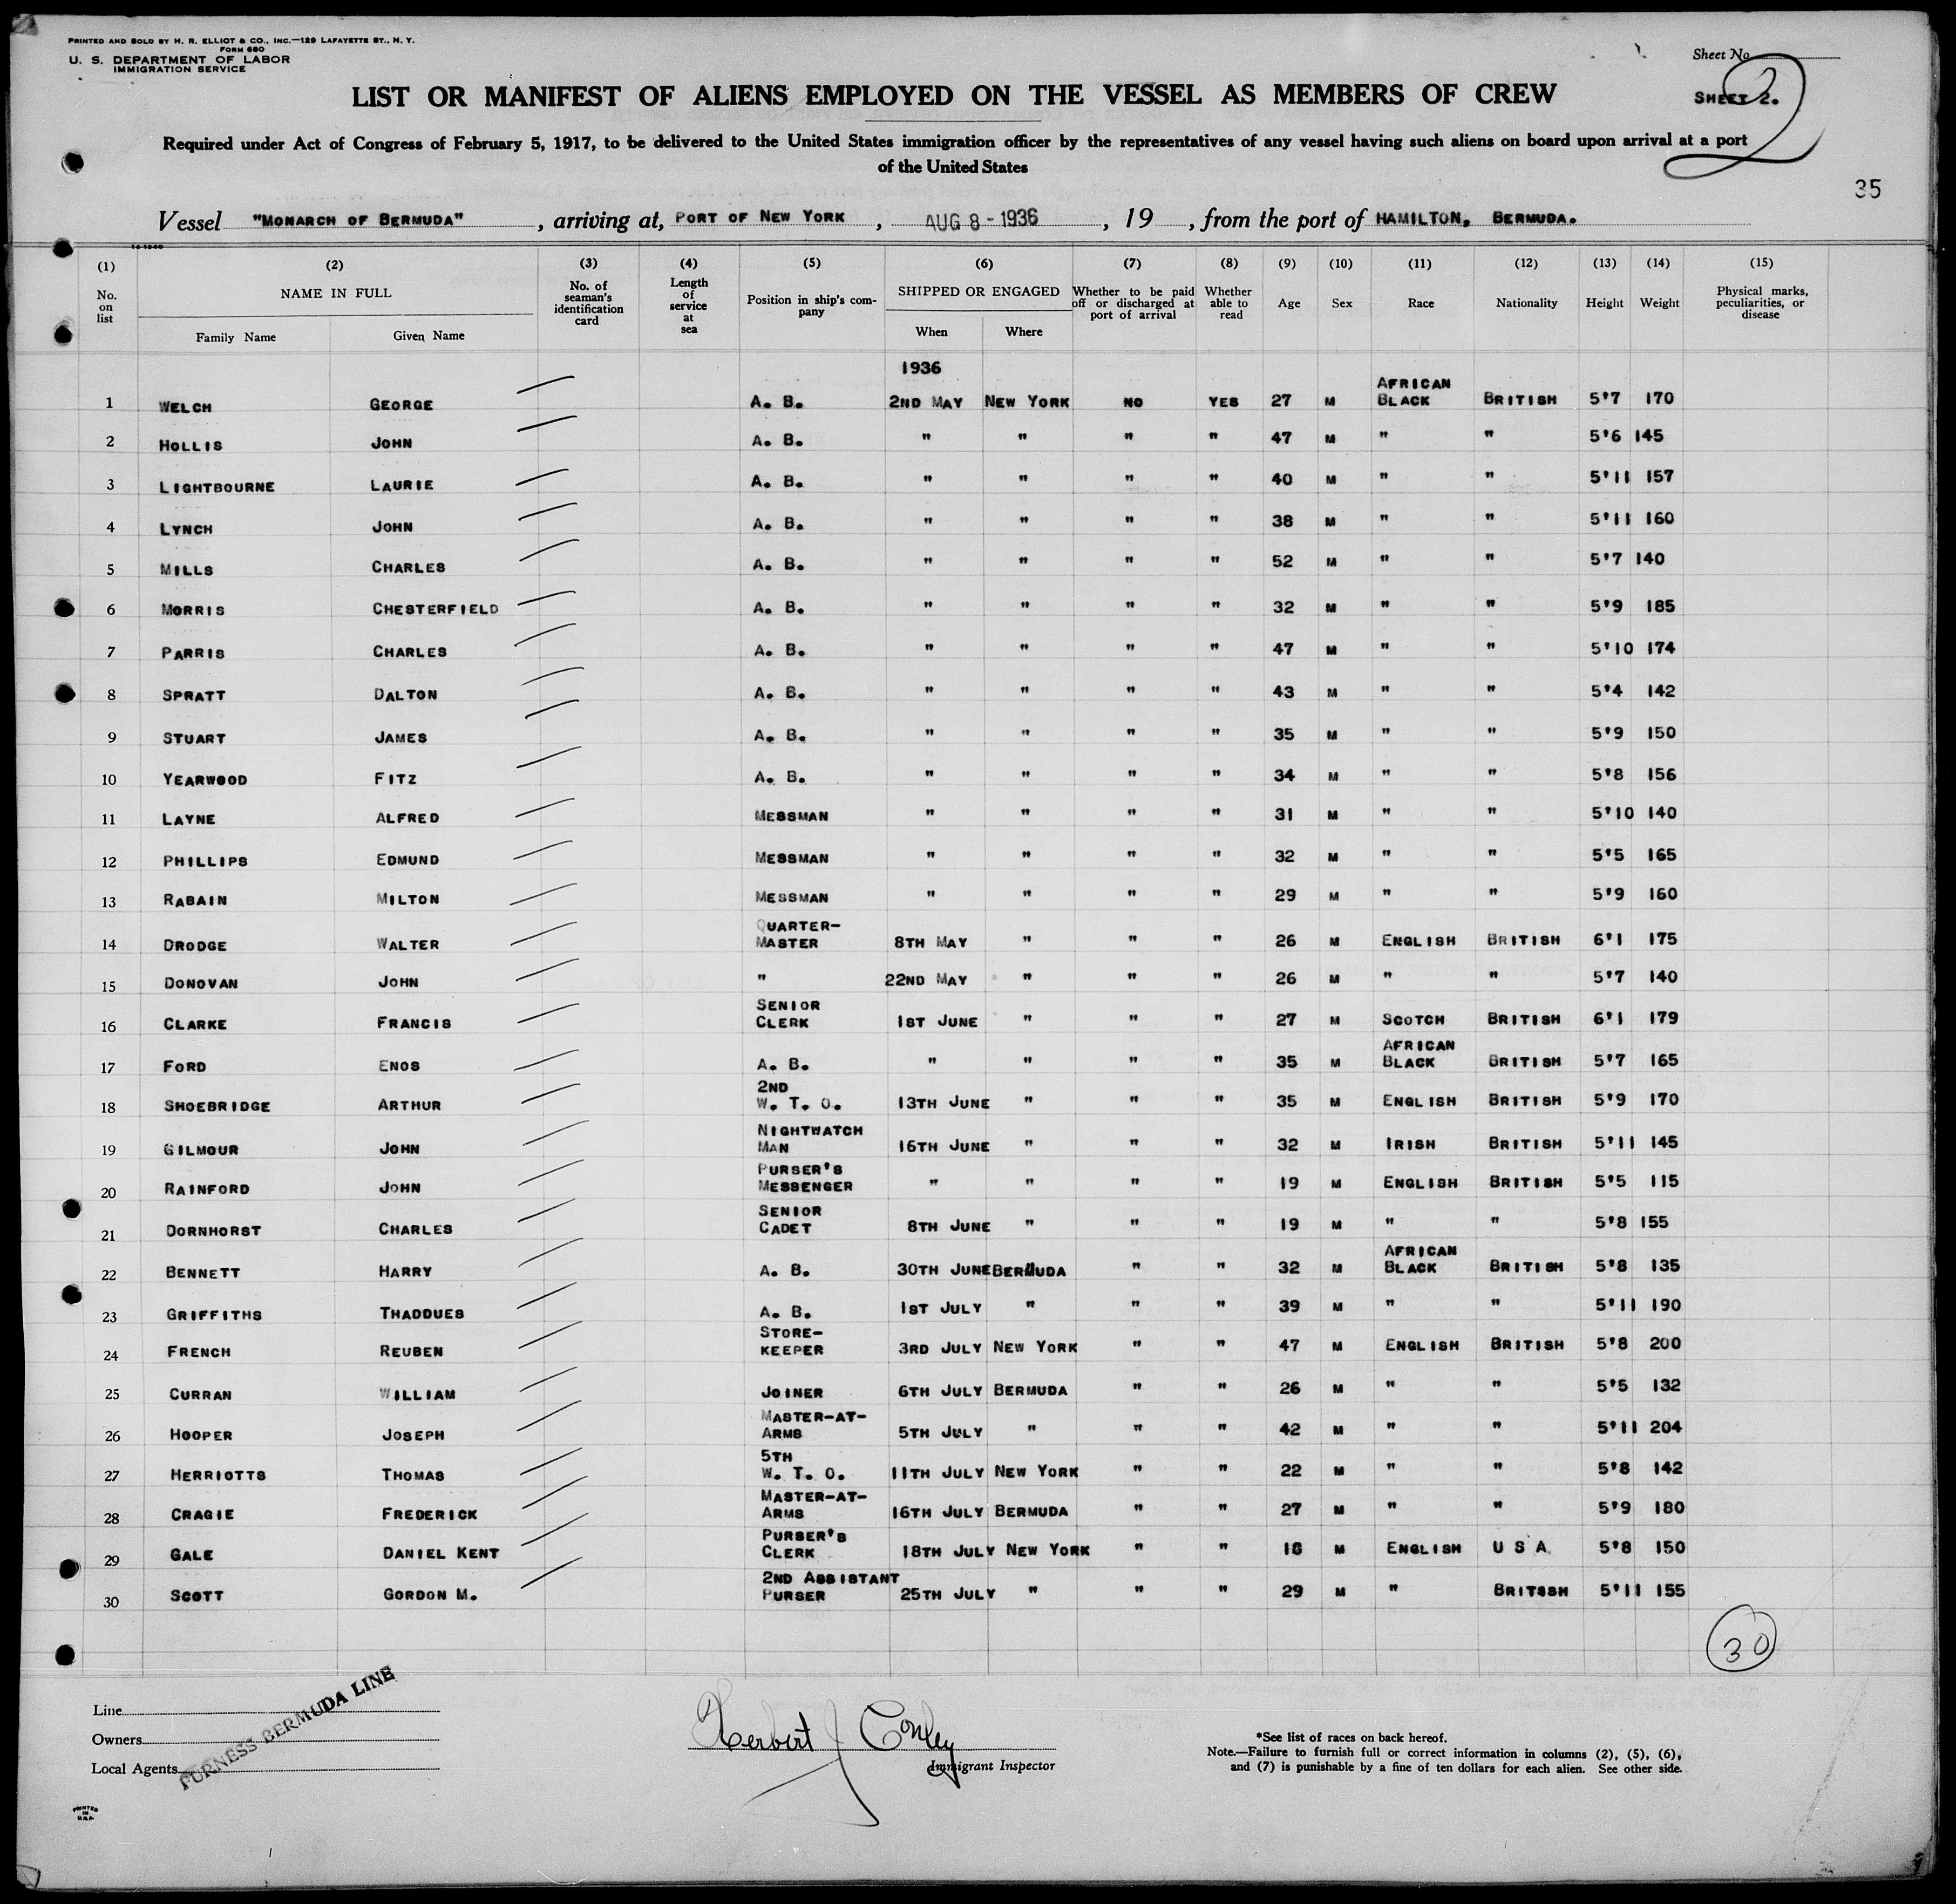 PRINTED AND SOLD BY H. R. ELLIOT & CO., INC.—129 LAFAYETTE ST., N. Y.
FORM 680
U. S. DEPARTMENT OF LABOR
IMMIGRATION SERVICE
Sheet No.
SHEET 2.
2
LIST OR MANIFEST OF ALIENS EMPLOYED ON THE VESSEL AS MEMBERS OF CREW
Required under Act of Congress of February 5, 1917, to be delivered to the United States immigration officer by the representatives of any vessel having such aliens on board upon arrival at a port
of the United States
35
Vessel "MONARCH OF BERMUDA" , arriving at, PORT OF NEW YORK , AUG 8 - 1936 , 19 , from the port of HAMILTON, BERMUDA.
(1) (2) (3) (4) (5) (6) (7) (8) (9) (10) (11) (12) (13) (14) (15)
No. on list NAME IN FULL Family Name Given Name No. of seaman's identification card Length of service at sea Position in ship's company SHIPPED OR ENGAGED When Where Whether to be paid off or discharged at port of arrival Whether able to read Age Sex Race Nationality Height Weight Physical marks, peculiarities, or disease
1936
1 WELCH GEORGE A. B. 2ND MAY NEW YORK NO YES 27 M AFRICAN BLACK BRITISH 5'7 170
2 HOLLIS JOHN A. B. " " " " 47 M " " 5'6 145
3 LIGHTBOURNE LAURIE A. B. " " " " 40 M " " 5'11 157
4 LYNCH JOHN A. B. " " " " 38 M " " 5'11 160
5 MILLS CHARLES A. B. " " " " 52 M " " 5'7 140
6 MORRIS CHESTERFIELD A. B. " " " " 32 M " " 5'9 185
7 PARRIS CHARLES A. B. " " " " 47 M " " 5'10 174
8 SPRATT DALTON A. B. " " " " 43 M " " 5'4 142
9 STUART JAMES A. B. " " " " 35 M " " 5'9 150
10 YEARWOOD FITZ A. B. " " " " 34 M " " 5'8 156
11 LAYNE ALFRED MESSMAN " " " " 31 M " " 5'10 140
12 PHILLIPS EDMUND MESSMAN " " " " 32 M " " 5'5 165
13 RABAIN MILTON MESSMAN " " " " 29 M " " 5'9 160
14 DRODGE WALTER QUARTER-MASTER 8TH MAY " " " 26 M ENGLISH BRITISH 6'1 175
15 DONOVAN JOHN " 22ND MAY " " " 26 M " " 5'7 140
16 CLARKE FRANCIS SENIOR CLERK 1ST JUNE " " " 27 M SCOTCH BRITISH 6'1 179
17 FORD ENOS A. B. " " " " 35 M AFRICAN BLACK BRITISH 5'7 165
18 SHOEBRIDGE ARTHUR 2ND W. T. O. 13TH JUNE " " " 35 M ENGLISH BRITISH 5'9 170
19 GILMOUR JOHN NIGHTWATCH MAN 16TH JUNE " " " 32 M IRISH BRITISH 5'11 145
20 RAINFORD JOHN PURSER'S MESSENGER " " " " 19 M ENGLISH BRITISH 5'5 115
21 DORNHORST CHARLES SENIOR CADET 8TH JUNE " " " 19 M " " 5'8 155
22 BENNETT HARRY A. B. 30TH JUNE BERMUDA " " 32 M AFRICAN BLACK BRITISH 5'8 135
23 GRIFFITHS THADDUES A. B. 1ST JULY " " " 39 M " " 5'11 190
24 FRENCH REUBEN STORE-KEEPER 3RD JULY NEW YORK " " 47 M ENGLISH BRITISH 5'8 200
25 CURRAN WILLIAM JOINER 6TH JULY BERMUDA " " 26 M " " 5'5 132
26 HOOPER JOSEPH MASTER-AT-ARMS 5TH JULY " " " 42 M " " 5'11 204
27 HERRIOTTS THOMAS 5TH W. T. O. 11TH JULY NEW YORK " " 22 M " " 5'8 142
28 CRAGIE FREDERICK MASTER-AT-ARMS 16TH JULY BERMUDA " " 27 M " " 5'9 180
29 GALE DANIEL KENT PURSER'S CLERK 18TH JULY NEW YORK " " 18 M ENGLISH U S A 5'8 150
30 SCOTT GORDON M. 2ND ASSISTANT PURSER 25TH JULY " " " 29 M " BRITSSH 5'11 155
30
Line
Owners
Local Agents
FURNESS BERMUDA LINE
Herbert J Conley
Immigrant Inspector
*See list of races on back hereof.
Note.—Failure to furnish full or correct information in columns (2), (5), (6),
and (7) is punishable by a fine of ten dollars for each alien. See other side.
PRINTED
IN
U.S.A.